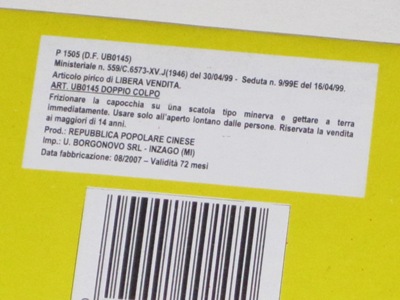 P 1505 (D.F. UB0145)
Ministeriale n. 559/C.6573-XV.J(1946) del 30/04/99 - Seduta n. 9/99E del 16/04/99.
Articolo pirico di LIBERA VENDITA.
ART. UB0145 DOPPIO COLPO
Frizionare la capocchia su una scatola tipo minerva e gettare a terra
immediatamente. Usare solo all'aperto lontano dalle persone. Riservata la vendita
ai maggiori di 14 anni.
Prod.: REPUBBLICA POPOLARE CINESE
Imp.: U. BORGONOVO SRL - INZAGO (MI)
Data fabbricazione: 08/2007 – Validità 72 mesi